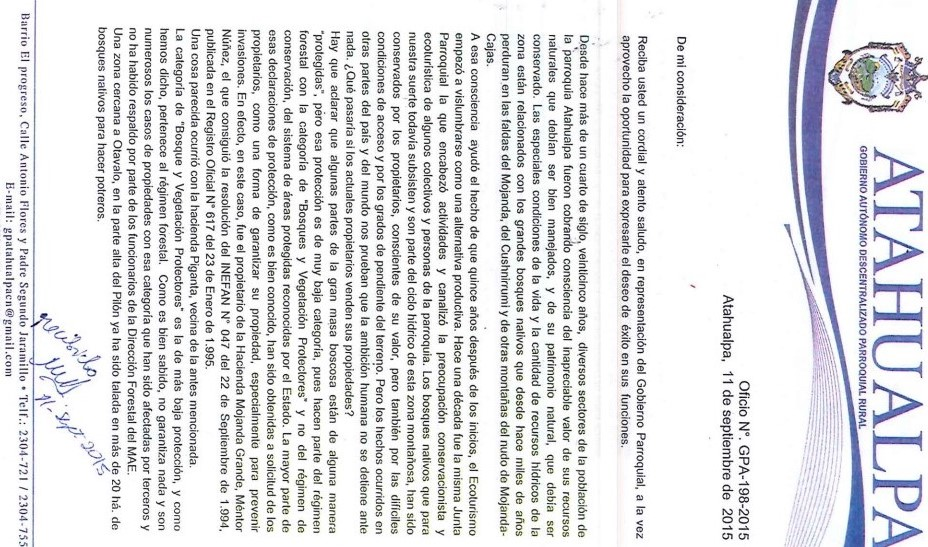 ATAHUALPA
GOBIERNO AUTÓNOMO DESCENTRALIZADO PARROQUIAL RURAL
Oficio N°. GPA-198-2015
Atahualpa, 11 de septiembre de 2015
De mi consideración:
Reciba usted un cordial y atento saludo, en representación del Gobierno Parroquial, a la vez
aprovecho la oportunidad para expresarle el deseo de éxito en sus funciones.
Desde hace más de un cuarto de siglo, veinticinco años, diversos sectores de la población de
la parroquia Atahualpa fueron cobrando consciencia del inapreciable valor de sus recursos
naturales que debían ser bien manejados, y de su patrimonio natural, que debía ser
conservado. Las especiales condiciones de la vida y la cantidad de recursos hídricos de la
zona están relacionados con los grandes bosques nativos que desde hace miles de años
perduran en las faldas del Mojanda, del Cushnirumi y de otras montañas del nudo de Mojanda-
Cajas.
A esa consciencia ayudó el hecho de que quince años después de los inicios, el Ecoturismo
empezó a vislumbrarse como una alternativa productiva. Hace una década fue la misma Junta
Parroquial la que encabezó actividades y canalizó la preocupación conservacionista y
ecoturística de algunos colectivos y personas de la parroquia. Los bosques nativos que para
nuestra suerte todavía subsisten y son parte del ciclo hídrico de esta zona montañosa, han sido
conservados por los propietarios, conscientes de su valor, pero también por las difíciles
condiciones de acceso y por los grados de pendiente del terreno. Pero los hechos ocurridos en
otras partes del país y del mundo nos prueban que la ambición humana no se detiene ante
nada. ¿Qué pasaría si los actuales propietarios venden sus propiedades?
Hay que aclarar que algunas partes de la gran masa boscosa están de alguna manera
"protegidas", pero esa protección es de muy baja categoría, pues hacen parte del régimen
forestal con la categoría de "Bosques y Vegetación Protectores" y no del régimen de
conservación, del sistema de áreas protegidas reconocidas por el Estado. La mayor parte de
esas declaraciones de protección, como es bien conocido, han sido obtenidas a solicitud de los
propietarios, como una forma de garantizar su propiedad, especialmente para prevenir
invasiones. En efecto, en este caso, fue el propietario de la Hacienda Mojanda Grande, Méntor
Núñez, el que consiguió la resolución del INEFAN N° 047 del 22 de Septiembre de 1.994,
publicada en el Registro Oficial N° 617 del 23 de Enero de 1.995.
Una cosa parecida ocurrió con la hacienda Piganta, vecina de la antes mencionada.
La categoría de "Bosque y Vegetación Protectores" es la de más baja protección, y como
hemos dicho, pertenece al régimen forestal. Como es bien sabido, no garantiza nada y son
numerosos los casos de propiedades con esa categoría que han sido afectadas por terceros y
no ha habido respaldo por parte de los funcionarios de la Dirección Forestal del MAE.
Una zona cercana a Otavalo, en la parte alta del Pilón ya ha sido talada en más de 20 há. de
bosques nativos para hacer potreros.
recibido
11-Sept 2015
Barrio El progreso, Calle Antonio Flores y Padre Segundo Jaramillo • Telf.: 2304-721 / 2304-755
E-mail: gpatahualpacn@gmail.com